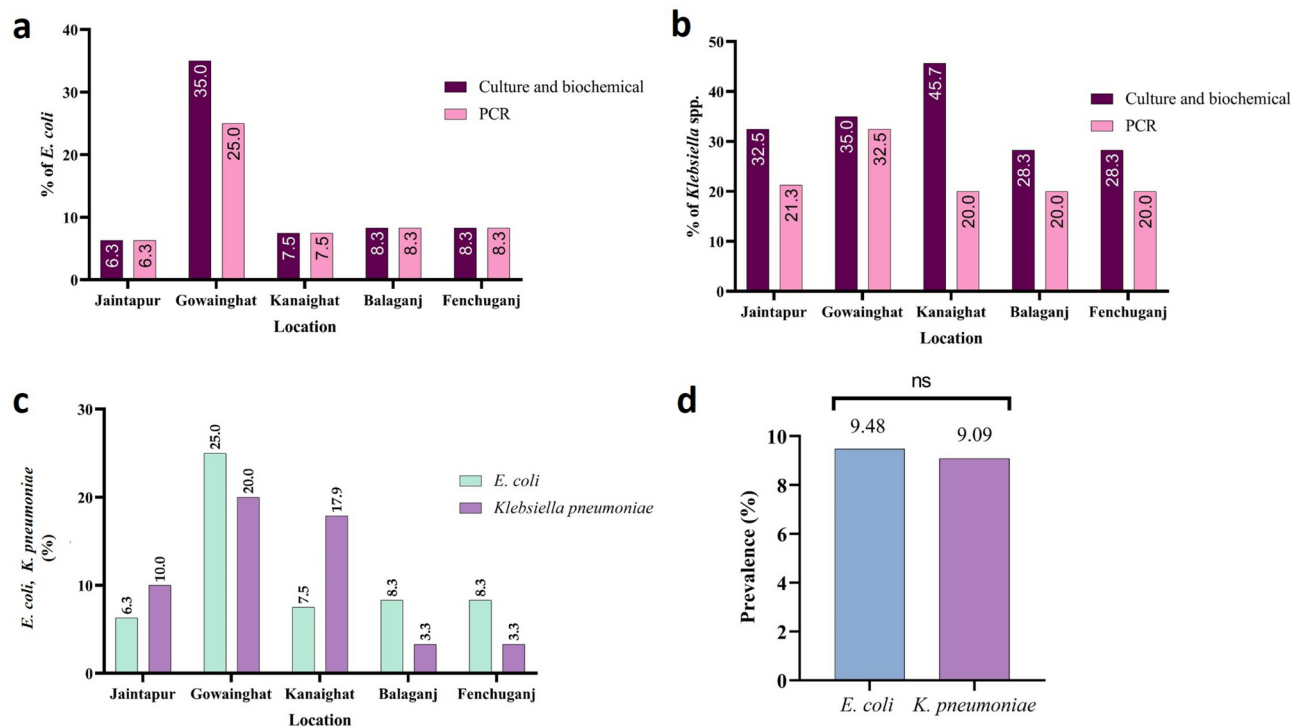 a
% of E. coli
40
30
20
10
0
35.0
25.0
6.3
6.3
7.5
7.5
8.3
8.3
8.3
8.3
Culture and biochemical
PCR
Jaintapur Gowainghat Kanaighat Balaganj Fenchuganj
Location
b
% of Klebsiella spp.
50
40
30
20
10
0
32.5
21.3
35.0
32.5
45.7
20.0
28.3
20.0
28.3
20.0
Culture and biochemical
PCR
Jaintapur Gowainghat Kanaighat Balaganj Fenchuganj
Location
c
E. coli, K. pneumoniae
(%)
30
20
10
0
6.3
10.0
25.0
20.0
7.5
17.9
8.3
3.3
8.3
3.3
E. coli
Klebsiella pneumoniae
Jaintapur Gowainghat Kanaighat Balaganj Fenchuganj
Location
d
ns
9.48 9.09
Prevalence (%)
10
8
6
4
2
0
E. coli K. pneumoniae